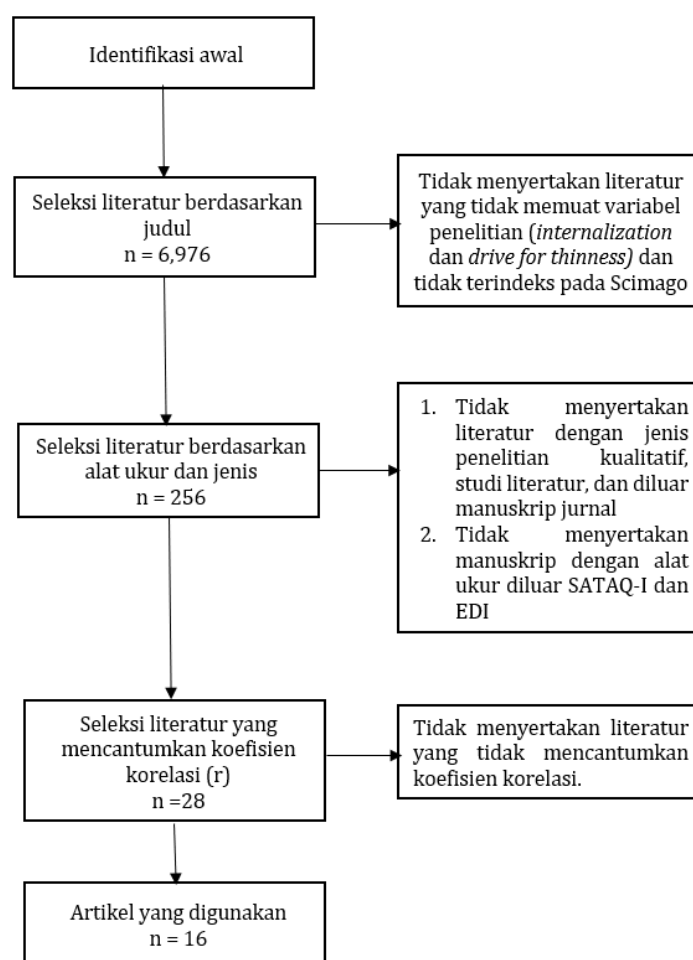 Identifikasi awal
Seleksi literatur berdasarkan
judul
n = 6,976
Tidak menyertakan literatur
yang tidak memuat variabel
penelitian (internalization
dan drive for thinness) dan
tidak terindeks pada Scimago
Seleksi literatur berdasarkan
alat ukur dan jenis
n = 256
1. Tidak menyertakan
literatur dengan jenis
penelitian kualitatif,
studi literatur, dan diluar
manuskrip jurnal
2. Tidak menyertakan
manuskrip dengan alat
ukur diluar SATAQ-I dan
EDI
Seleksi literatur yang
mencantumkan koefisien
korelasi (r)
n =28
Tidak menyertakan literatur
yang tidak mencantumkan
koefisien korelasi.
Artikel yang digunakan
n = 16